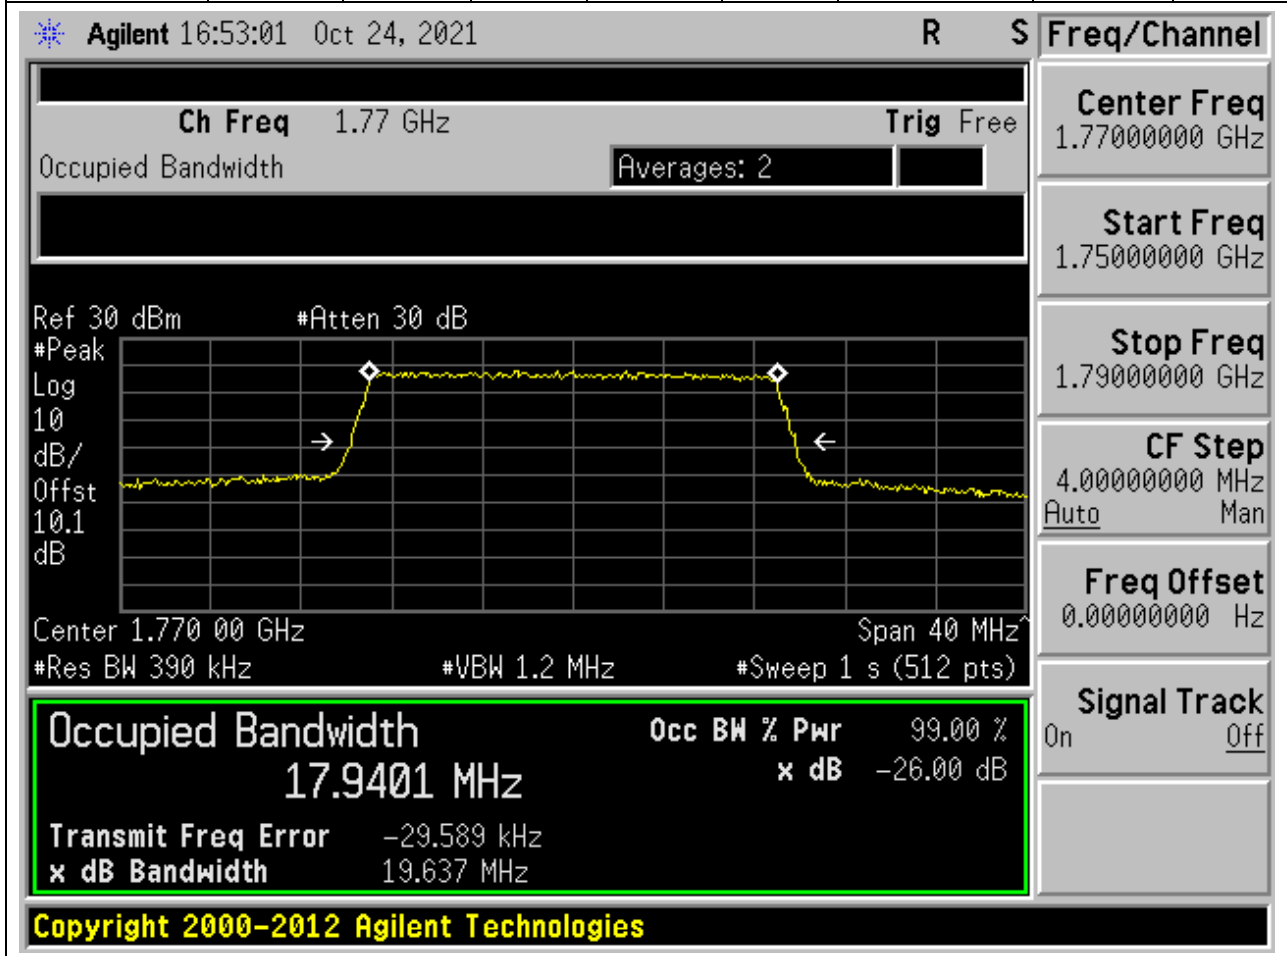 Agilent 16:53:01 Oct 24, 2021 R S Freq/Channel
Ch Freq 1.77 GHz Trig Free
Occupied Bandwidth Averages: 2
Ref 30 dBm #Atten 30 dB
#Peak
Log
10
dB/
Offst
10.1
dB
Center 1.770 00 GHz Span 40 MHz^
#Res BW 390 kHz #VBW 1.2 MHz #Sweep 1 s (512 pts)
Occupied Bandwidth Occ BW % Pwr 99.00 %
17.9401 MHz x dB -26.00 dB
Transmit Freq Error -29.589 kHz
x dB Bandwidth 19.637 MHz
Copyright 2000-2012 Agilent Technologies
Center Freq
1.77000000 GHz
Start Freq
1.75000000 GHz
Stop Freq
1.79000000 GHz
CF Step
4.00000000 MHz
Auto Man
Freq Offset
0.00000000 Hz
Signal Track
On Off